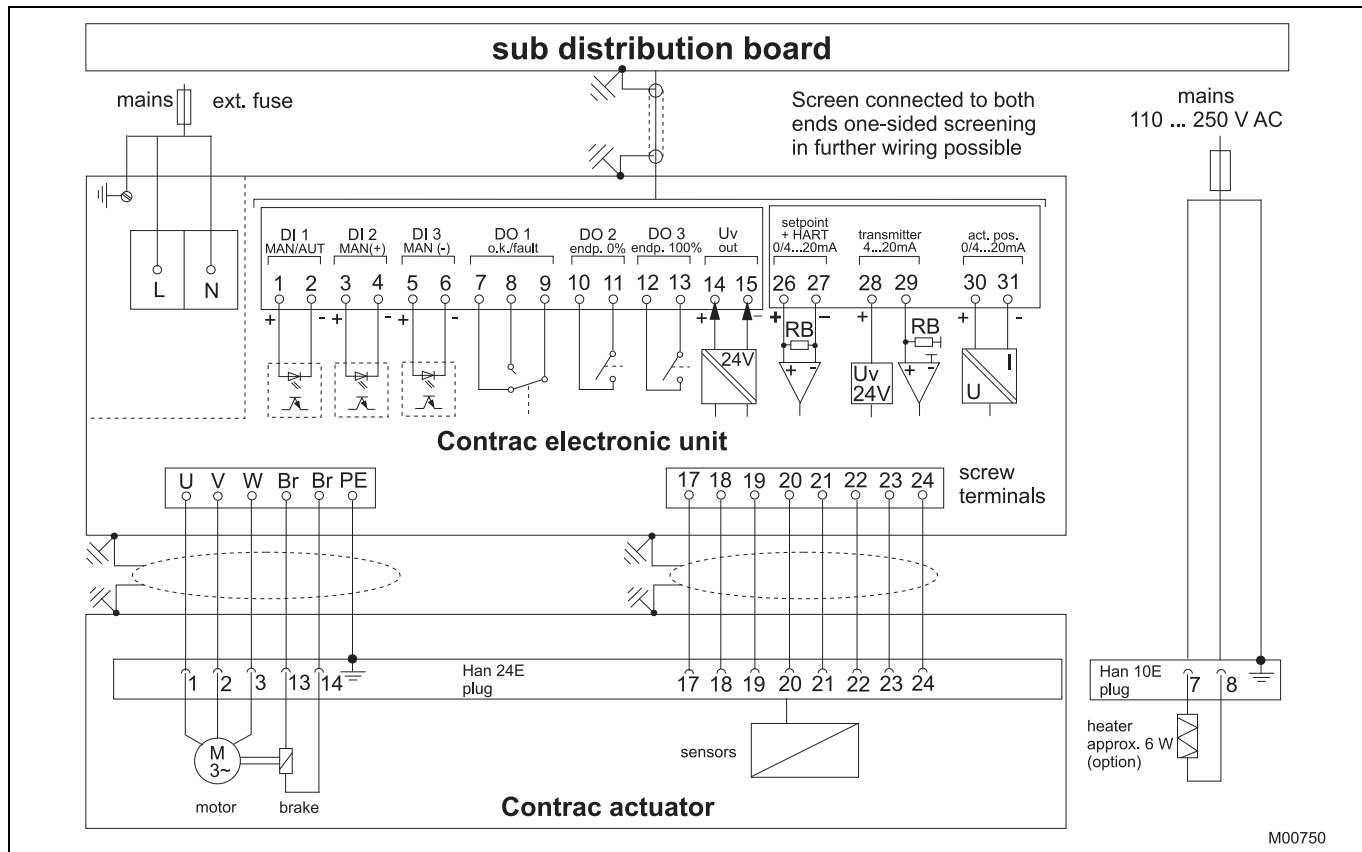 sub distribution board
mains
ext. fuse
Screen connected to both
ends one-sided screening
in further wiring possible
mains
110 ... 250 V AC
L N
DI 1
MAN/AUT
DI 2
MAN(+)
DI 3
MAN (-)
DO 1
o.k./fault
DO 2
endp. 0%
DO 3
endp. 100%
Uv
out
setpoint
+ HART
0/4...20mA
transmitter
4...20mA
act. pos.
0/4...20mA
1 2 3 4 5 6 7 8 9 10 11 12 13 14 15 26 27 28 29 30 31
+ - + - + - + - + - + + -
RB
RB
24V
+ -
+ -
Uv
24V
U I
Contrac electronic unit
U V W Br Br PE
17 18 19 20 21 22 23 24
screw
terminals
1 2 3 13 14
Han 24E
plug
17 18 19 20 21 22 23 24
Han 10E
plug
7 8
M
3~
motor
brake
sensors
heater
approx. 6 W
(option)
Contrac actuator
M00750